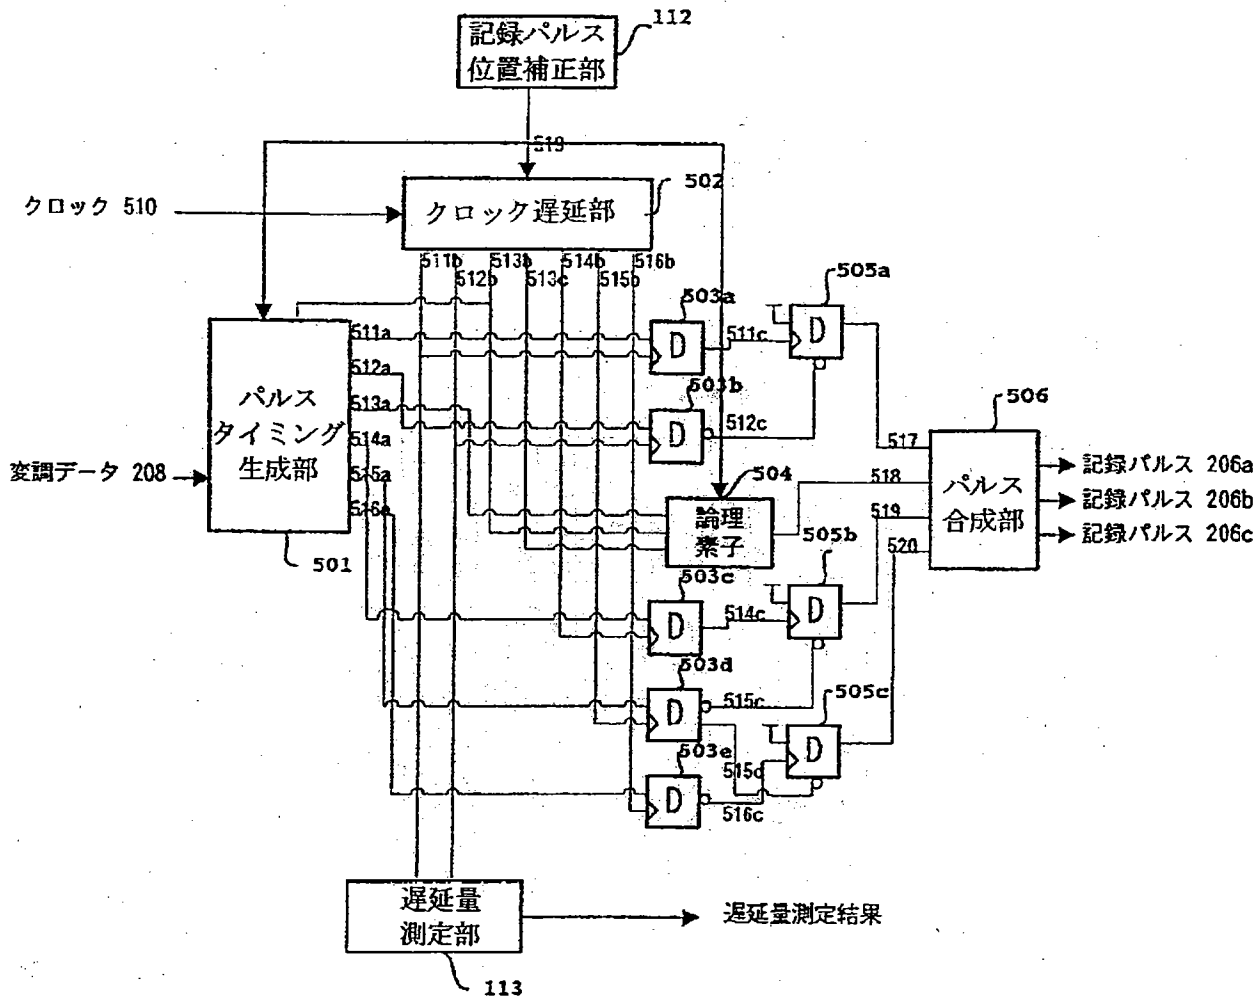 112
記録パルス
位置補正部
519
502
クロック 510
クロック遅延部
511b
513b
514b
516b
512b
513c
515b
505a
503a
511a
511c
D
D
512a
503b
パルス
タイミング
生成部
513a
D
512c
506
514a
517
変調データ 208
515a
504
518
パルス
合成部
記録パルス 206a
516a
論理
素子
519
記録パルス 206b
505b
520
記録パルス 206c
501
503c
D
514c
D
503d
D
515c
505c
503e
D
D
515d
516c
遅延量
測定部
遅延量測定結果
113